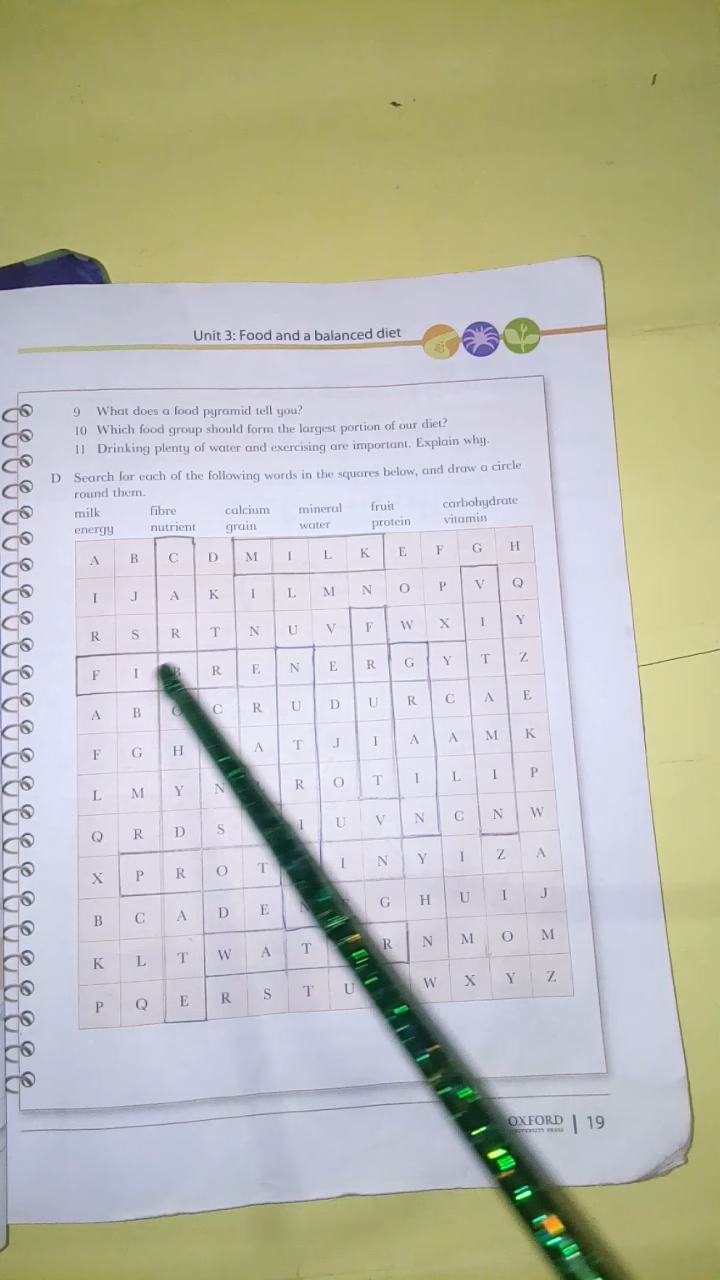 Unit 3: Food and a balanced diet
9 What does a food pyramid tell you?
10 Which food group should form the largest portion of our diet?
11 Drinking plenty of water and exercising are important. Explain why.
D Search for each of the following words in the squares below, and draw a circle
round them.
milk fibre calcium mineral fruit carbohydrate
energy nutrient grain water protein vitamin
A B C D M I L K E F G H
I J A K I L M N O P V Q
R S R T N U V F W X I Y
F I B R E N E R G Y T Z
A B C R U D U R C A E
F G H A T J I A A M K
L M Y N R O T I L I P
Q R D S I U V N C N W
X P R O T I N Y I Z A
B C A D E G H U I J
K L T W A T R N M O M
P Q E R S T U W X Y Z
OXFORD | 19
UNIVERSITY PRESS